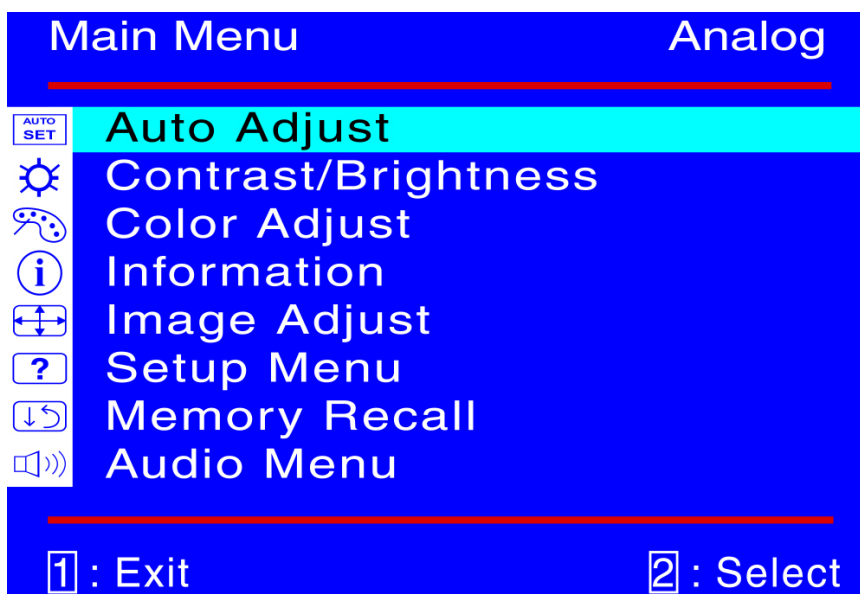 Main Menu Analog
AUTO SET Auto Adjust
Contrast/Brightness
Color Adjust
i Information
Image Adjust
? Setup Menu
Memory Recall
Audio Menu
1 : Exit 2 : Select